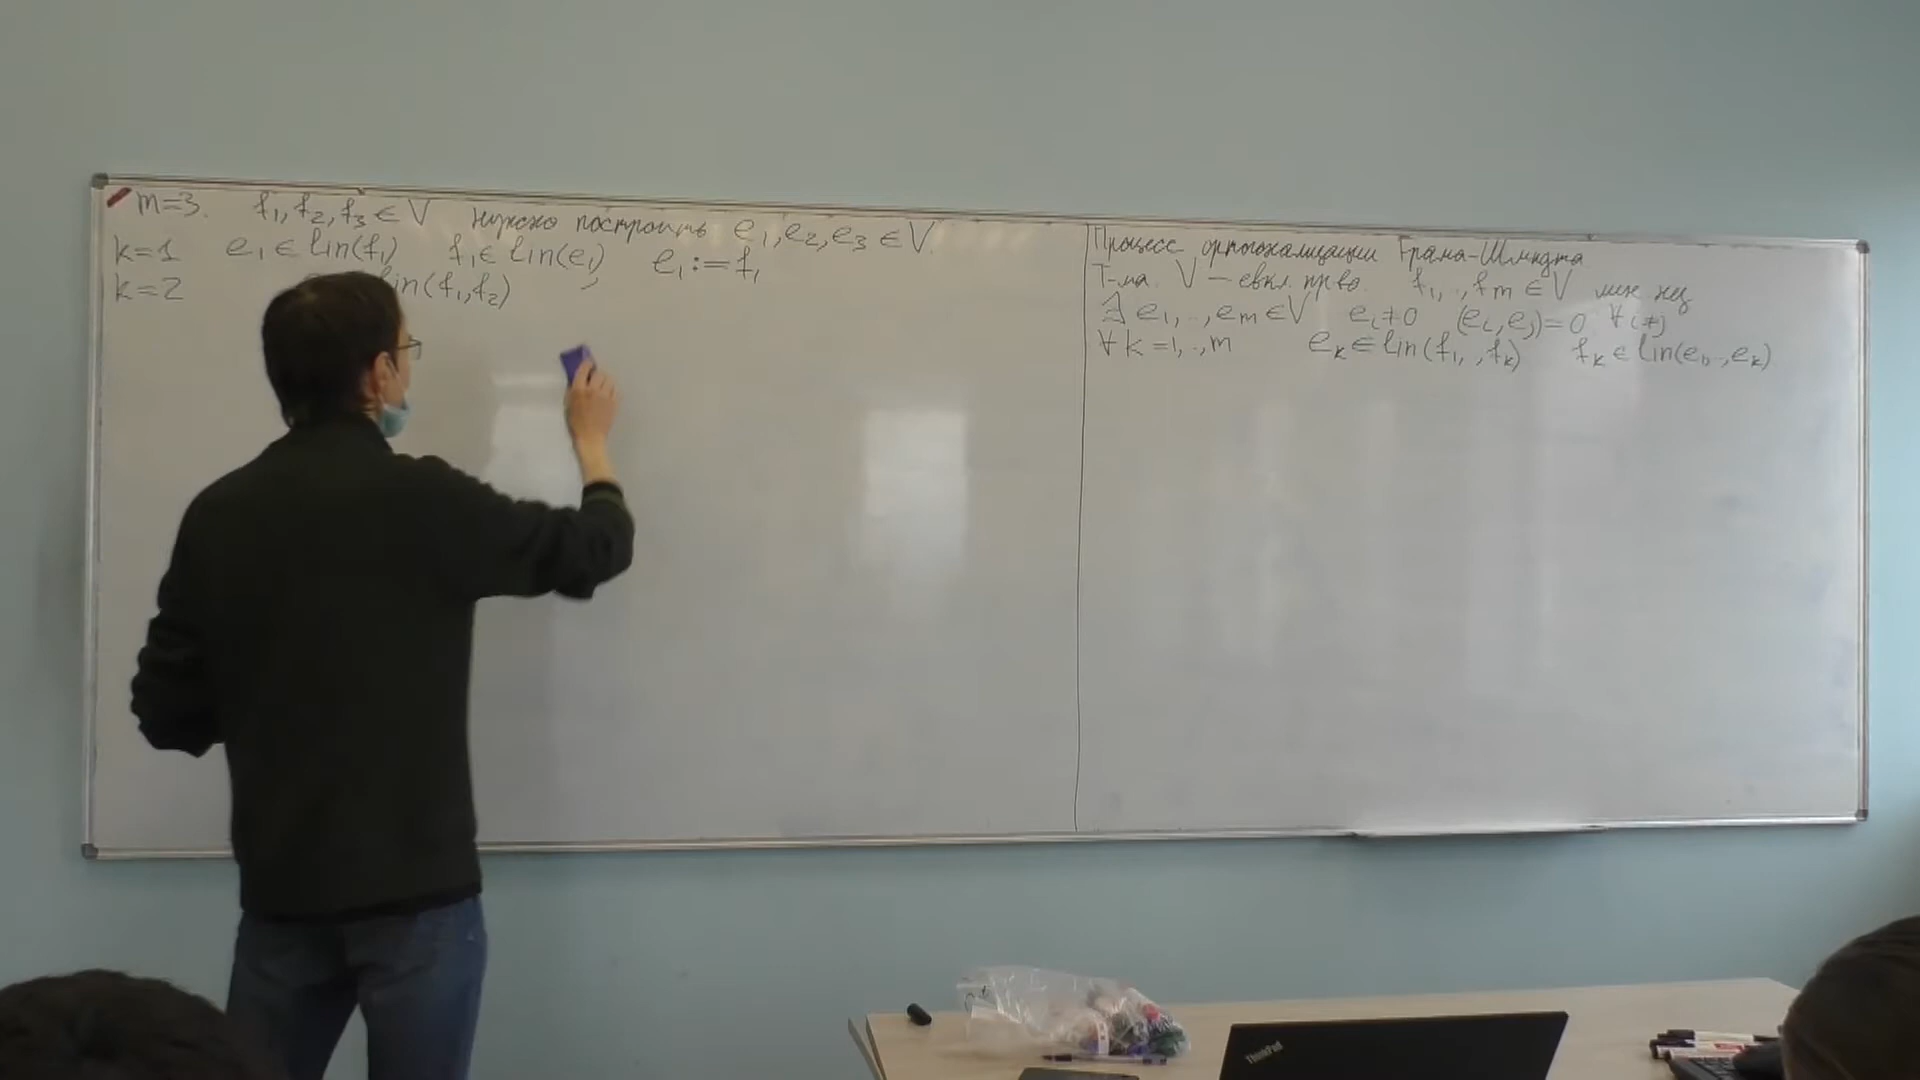 m=3. f₁, f₂, f₃ ∈ V нужно построить e₁, e₂, e₃ ∈ V.
k=1 e₁ ∈ lin(f₁) f₁ ∈ lin(e₁), e₁ := f₁
k=2 lin(f₁, f₂)
Процесс ортогонализации Грама-Шмидта
Т-ма. V — евкл. пр-во. f₁, .., fm ∈ V лин нез
∃ e₁, .., em ∈ V eᵢ ≠ 0 (eᵢ, eⱼ) = 0 ∀ i ≠ j
∀ k = 1, .., m eₖ ∈ lin(f₁, .., fₖ) fₖ ∈ lin(e₁, .., eₖ)
ThinkPad